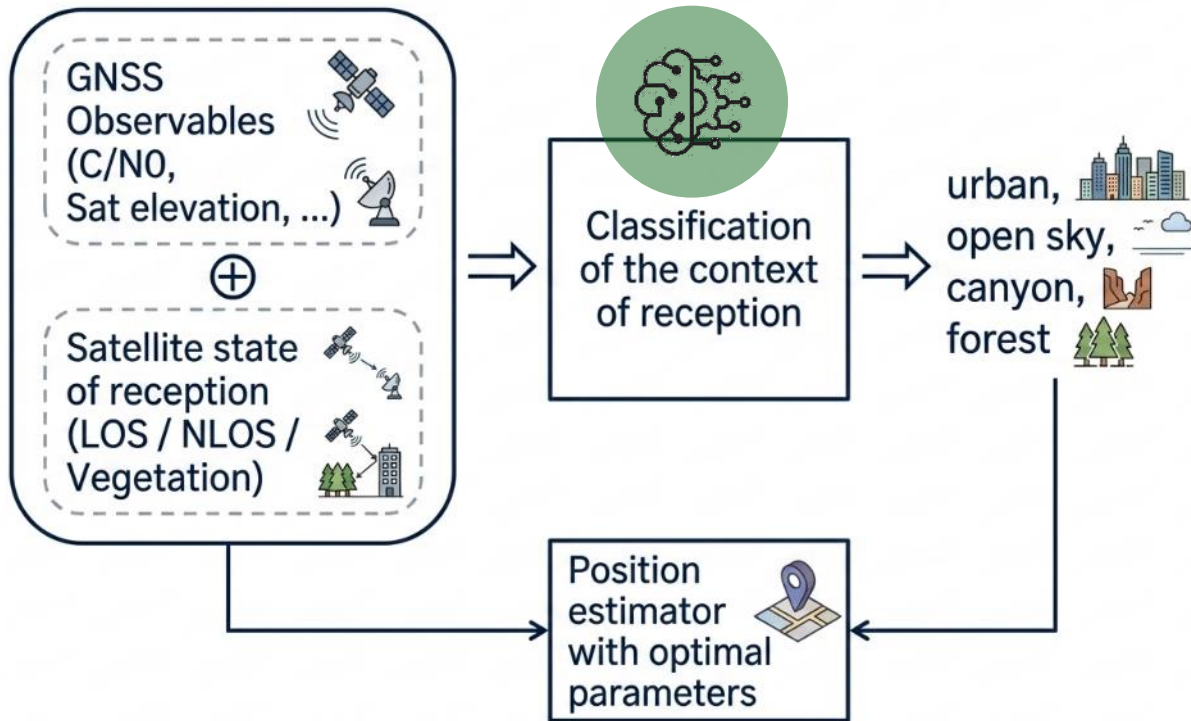 GNSS
Observables
(C/N0,
Sat elevation, ...)
Satellite state
of reception
(LOS / NLOS /
Vegetation)
Classification
of the context
of reception
urban,
open sky,
canyon,
forest
Position
estimator
with optimal
parameters